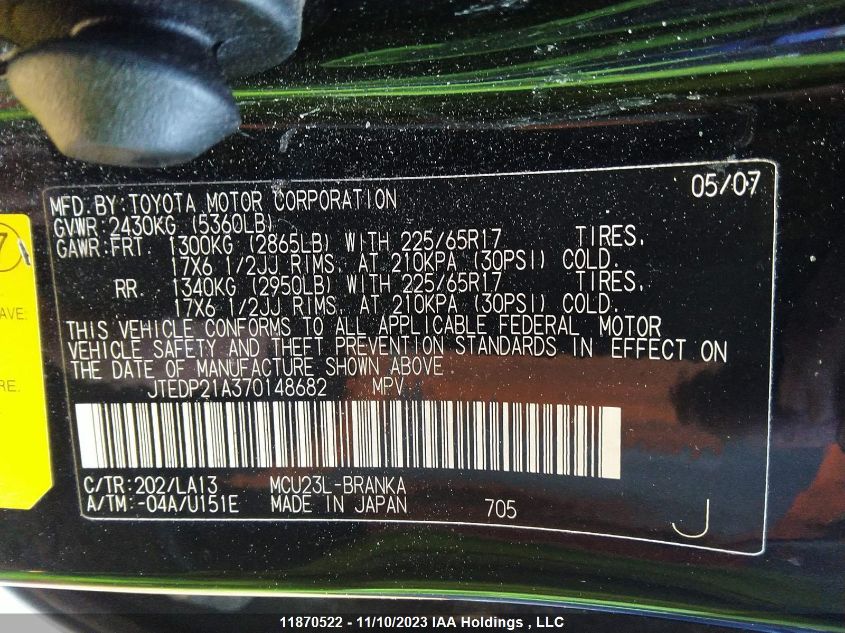 MFD.BY:TOYOTA MOTOR CORPORATION 05/07
GVWR:2430KG (5360LB)
GAWR:FRT. 1300KG (2865LB) WITH 225/65R17 TIRES.
17X6 1/2JJ RIMS. AT 210KPA (30PSI) COLD.
RR. 1340KG (2950LB) WITH 225/65R17 TIRES.
17X6 1/2JJ RIMS. AT 210KPA (30PSI) COLD.
THIS VEHICLE CONFORMS TO ALL APPLICABLE FEDERAL MOTOR
VEHICLE SAFETY AND THEFT PREVENTION STANDARDS IN EFFECT ON
THE DATE OF MANUFACTURE SHOWN ABOVE.
JTEDP21A370148682 MPV
C/TR:202/LA13 MCU23L-BRANKA
A/TM:-04A/U151E MADE IN JAPAN 705 J
AVE
RE.
11870522 - 11/10/2023 IAA Holdings , LLC